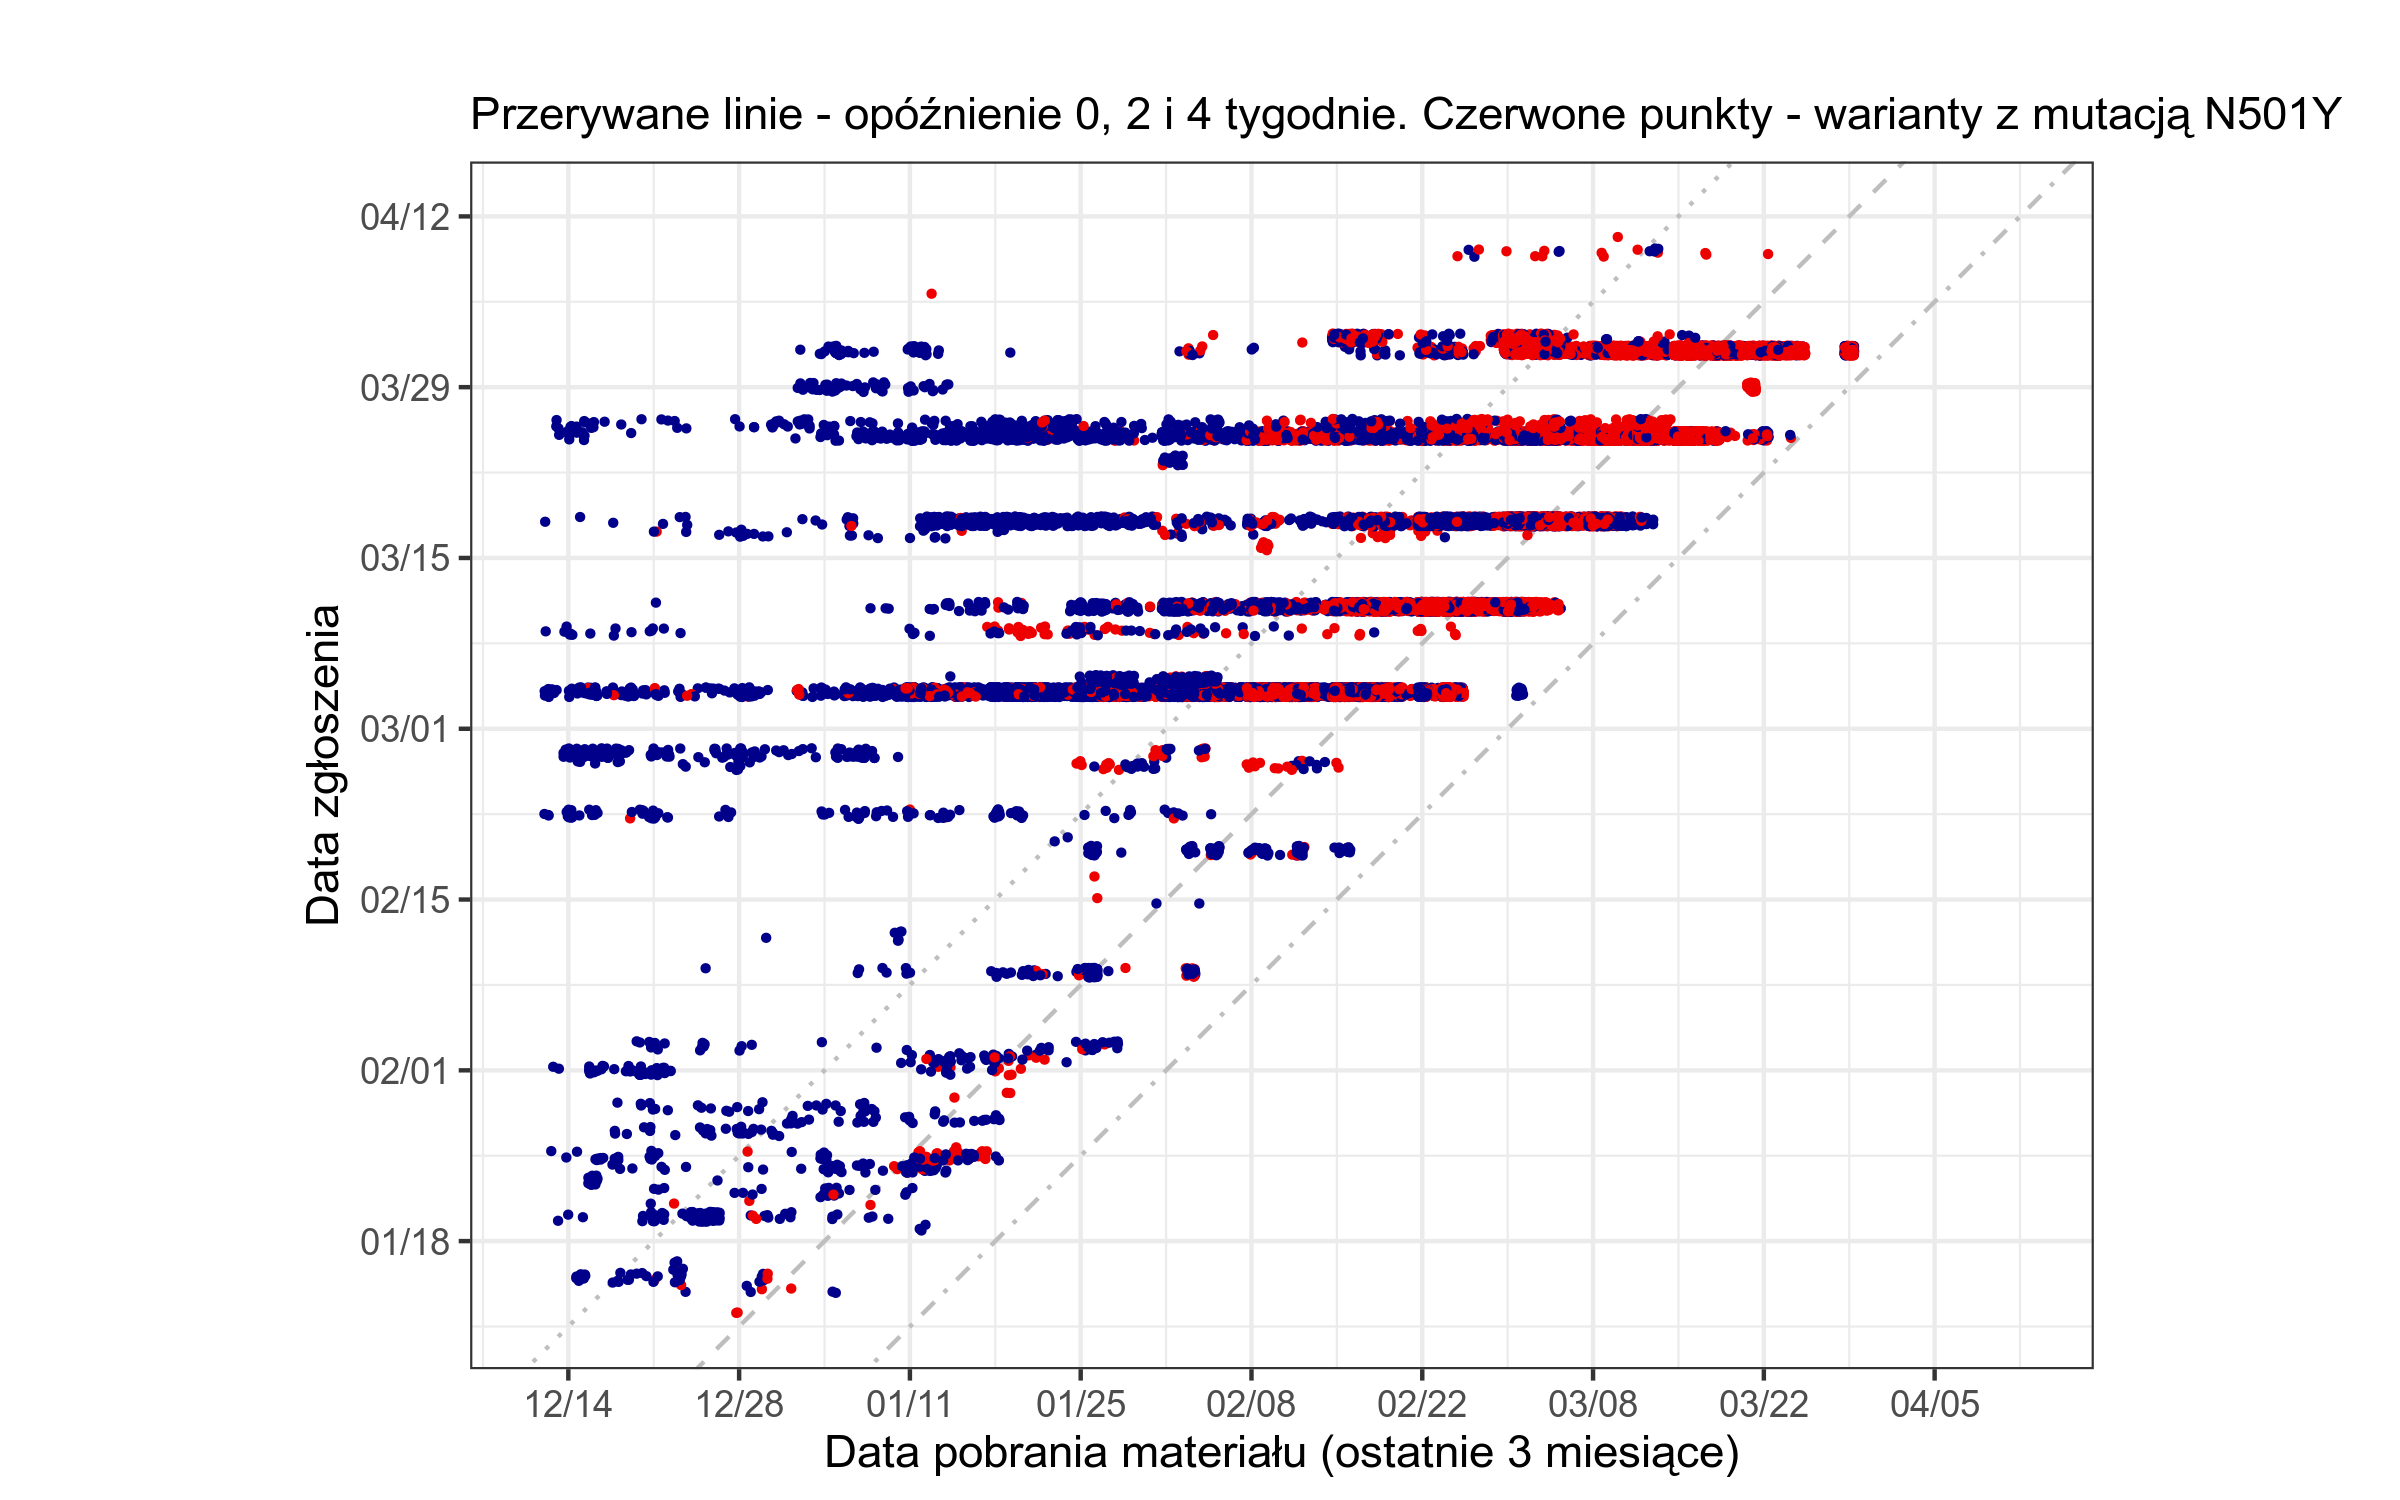 Przerywane linie - opóźnienie 0, 2 i 4 tygodnie. Czerwone punkty - warianty z mutacją N501Y
Data zgłoszenia
04/12
03/29
03/15
03/01
02/15
02/01
01/18
12/14 12/28 01/11 01/25 02/08 02/22 03/08 03/22 04/05
Data pobrania materiału (ostatnie 3 miesiące)